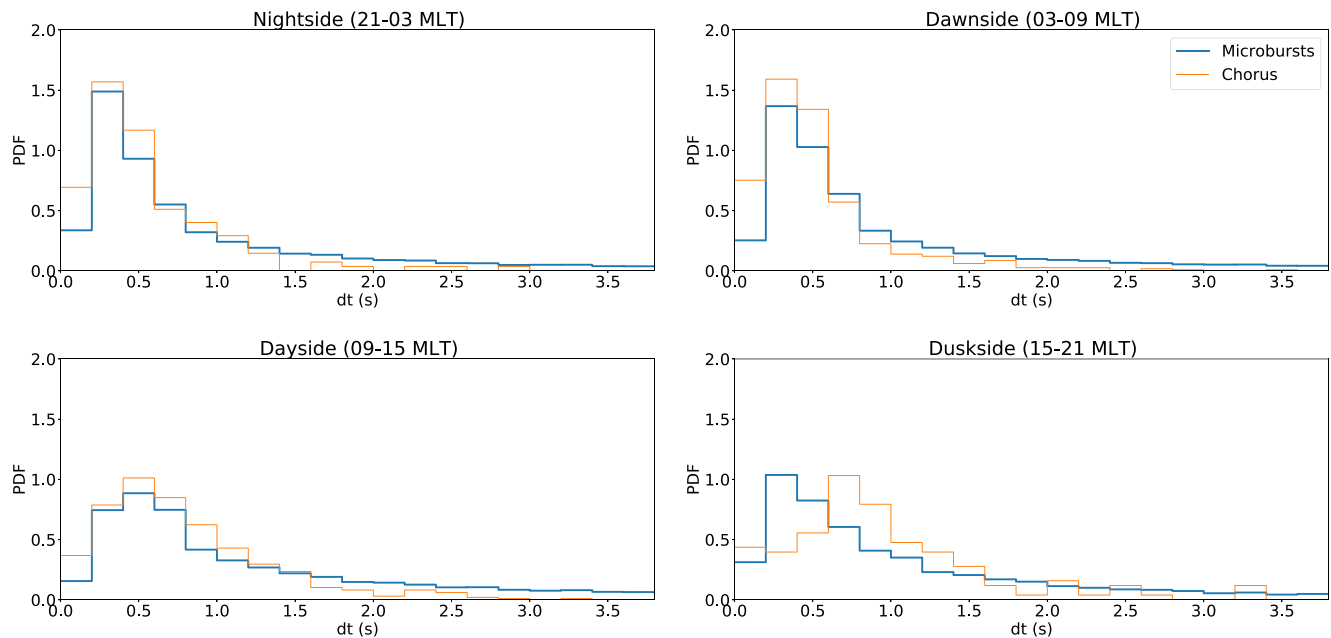 Nightside (21-03 MLT)
2.0
1.5
1.0
0.5
0.0
PDF
0.0 0.5 1.0 1.5 2.0 2.5 3.0 3.5
dt (s)
Dawnside (03-09 MLT)
Microbursts
Chorus
2.0
1.5
1.0
0.5
0.0
PDF
0.0 0.5 1.0 1.5 2.0 2.5 3.0 3.5
dt (s)
Dayside (09-15 MLT)
2.0
1.5
1.0
0.5
0.0
PDF
0.0 0.5 1.0 1.5 2.0 2.5 3.0 3.5
dt (s)
Duskside (15-21 MLT)
2.0
1.5
1.0
0.5
0.0
PDF
0.0 0.5 1.0 1.5 2.0 2.5 3.0 3.5
dt (s)